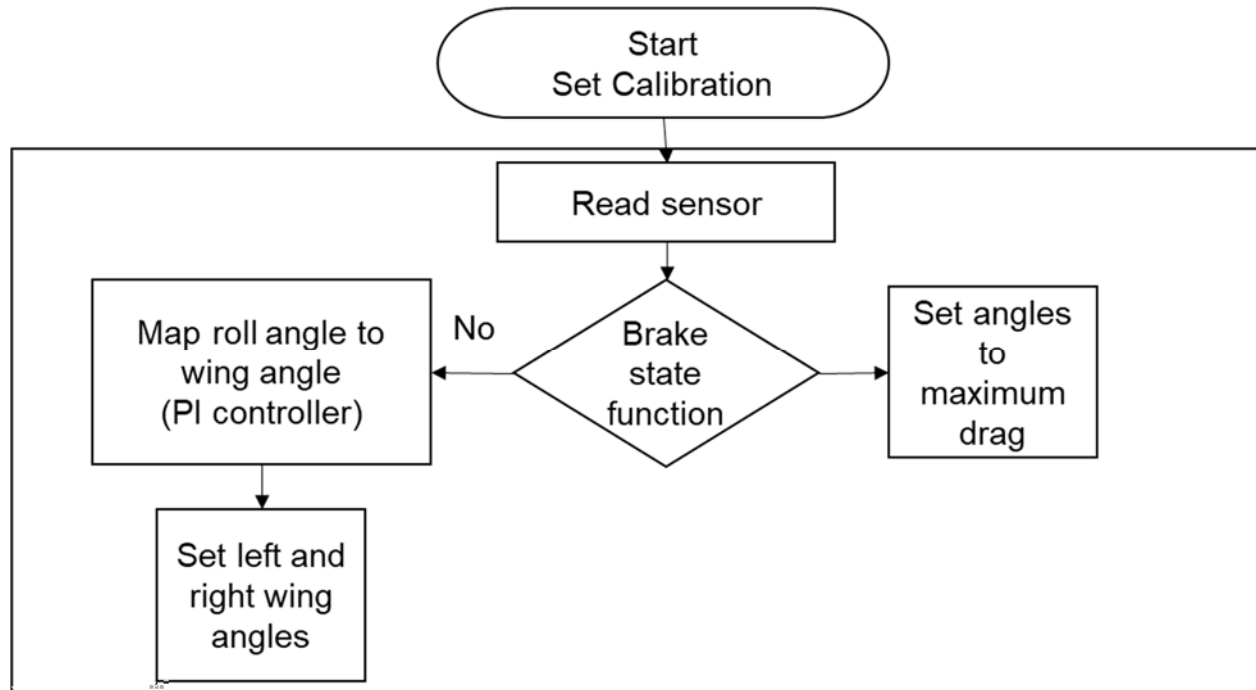 Start
Set Calibration
Read sensor
Map roll angle to
wing angle
(PI controller)
No
Brake
state
function
Set angles
to
maximum
drag
Set left and
right wing
angles